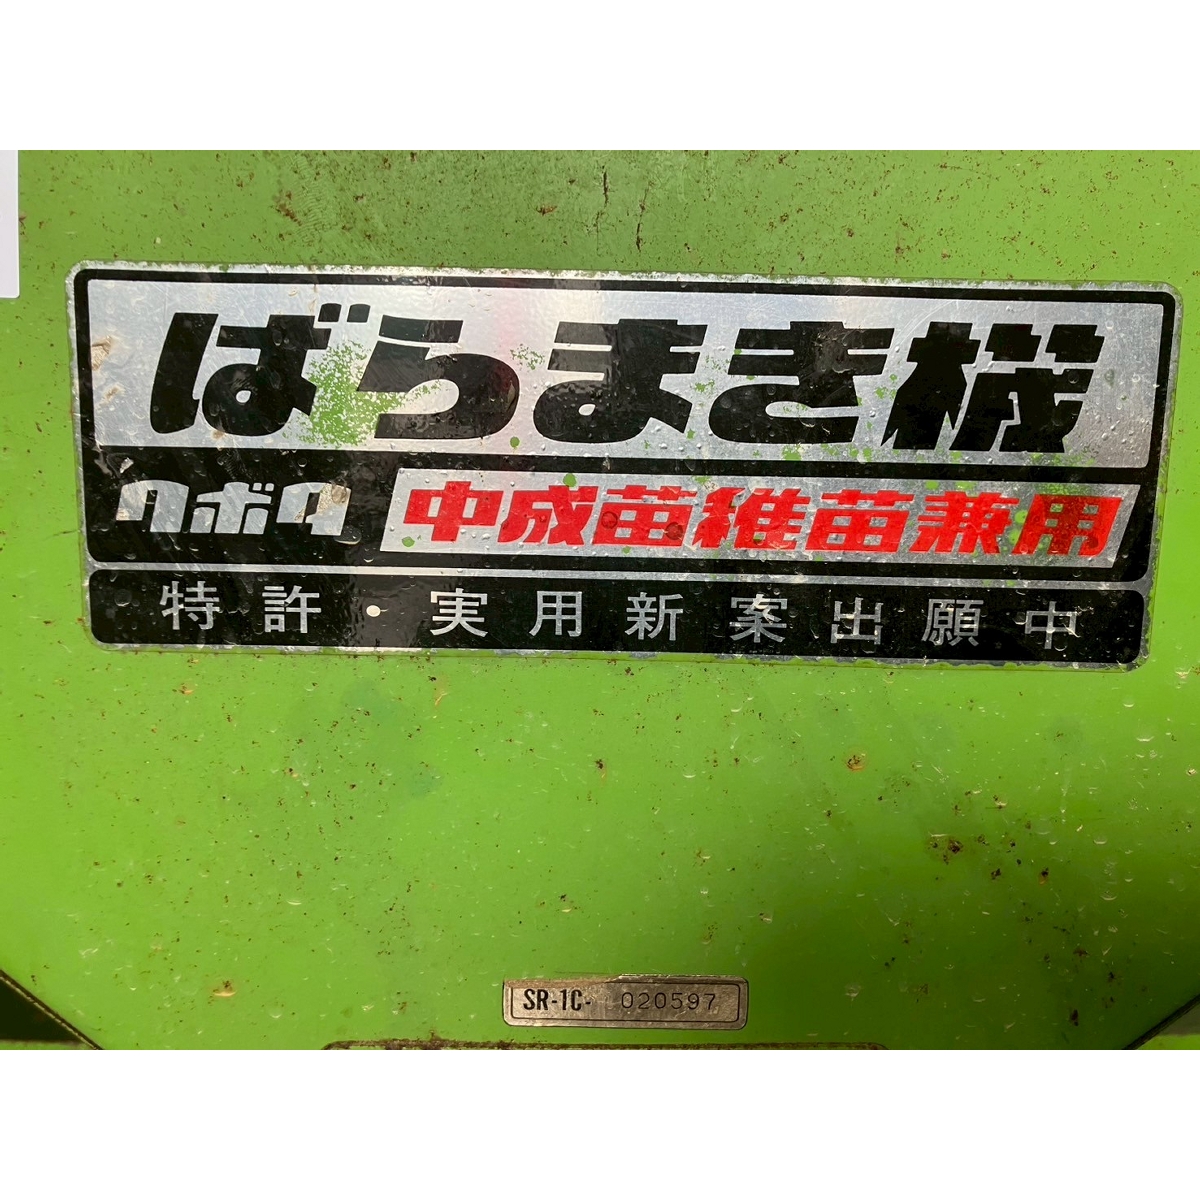 ばらまき機
クボタ 中成苗稚苗兼用
特許・実用新案出願中
SR-1C- 020597